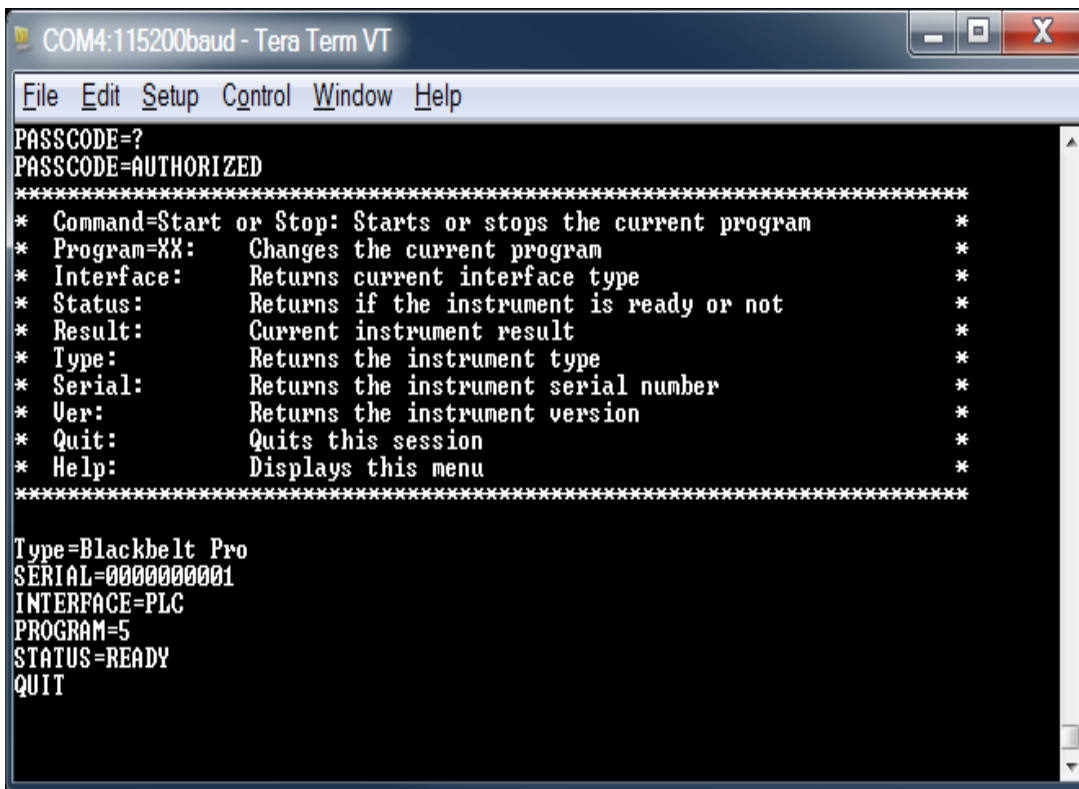 COM4:115200baud - Tera Term VT
File Edit Setup Control Window Help
PASSCODE=?
PASSCODE=AUTHORIZED
*************************************************************************
* Command=Start or Stop: Starts or stops the current program *
* Program=XX: Changes the current program *
* Interface: Returns current interface type *
* Status: Returns if the instrument is ready or not *
* Result: Current instrument result *
* Type: Returns the instrument type *
* Serial: Returns the instrument serial number *
* Ver: Returns the instrument version *
* Quit: Quits this session *
* Help: Displays this menu *
*************************************************************************
Type=Blackbelt Pro
SERIAL=0000000001
INTERFACE=PLC
PROGRAM=5
STATUS=READY
QUIT